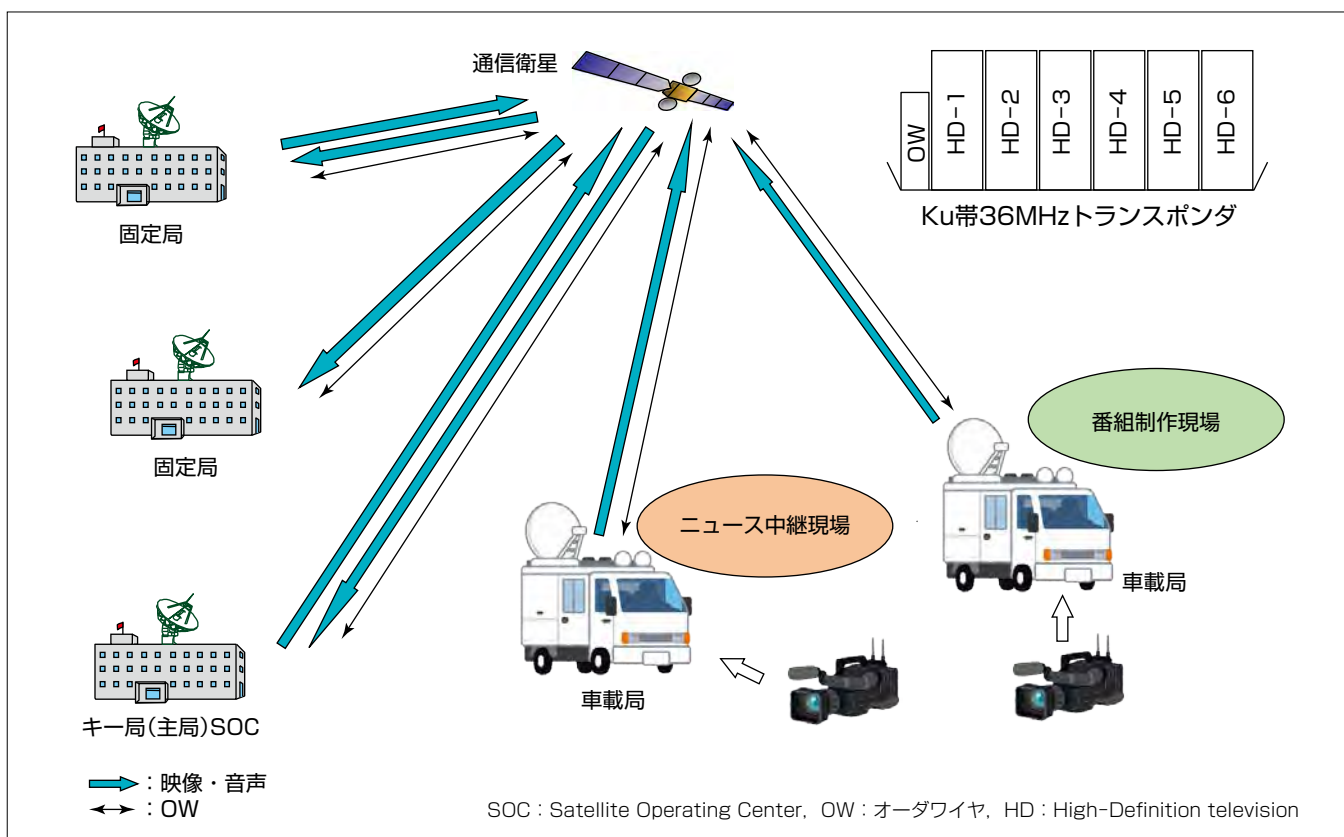 通信衛星
OW
HD-1
HD-2
HD-3
HD-4
HD-5
HD-6
Ku帯36MHzトランスポンダ
固定局
固定局
番組制作現場
ニュース中継現場
車載局
車載局
キー局(主局)SOC
:映像・音声
:OW
SOC:Satellite Operating Center, OW:オーダワイヤ, HD:High-Definition television